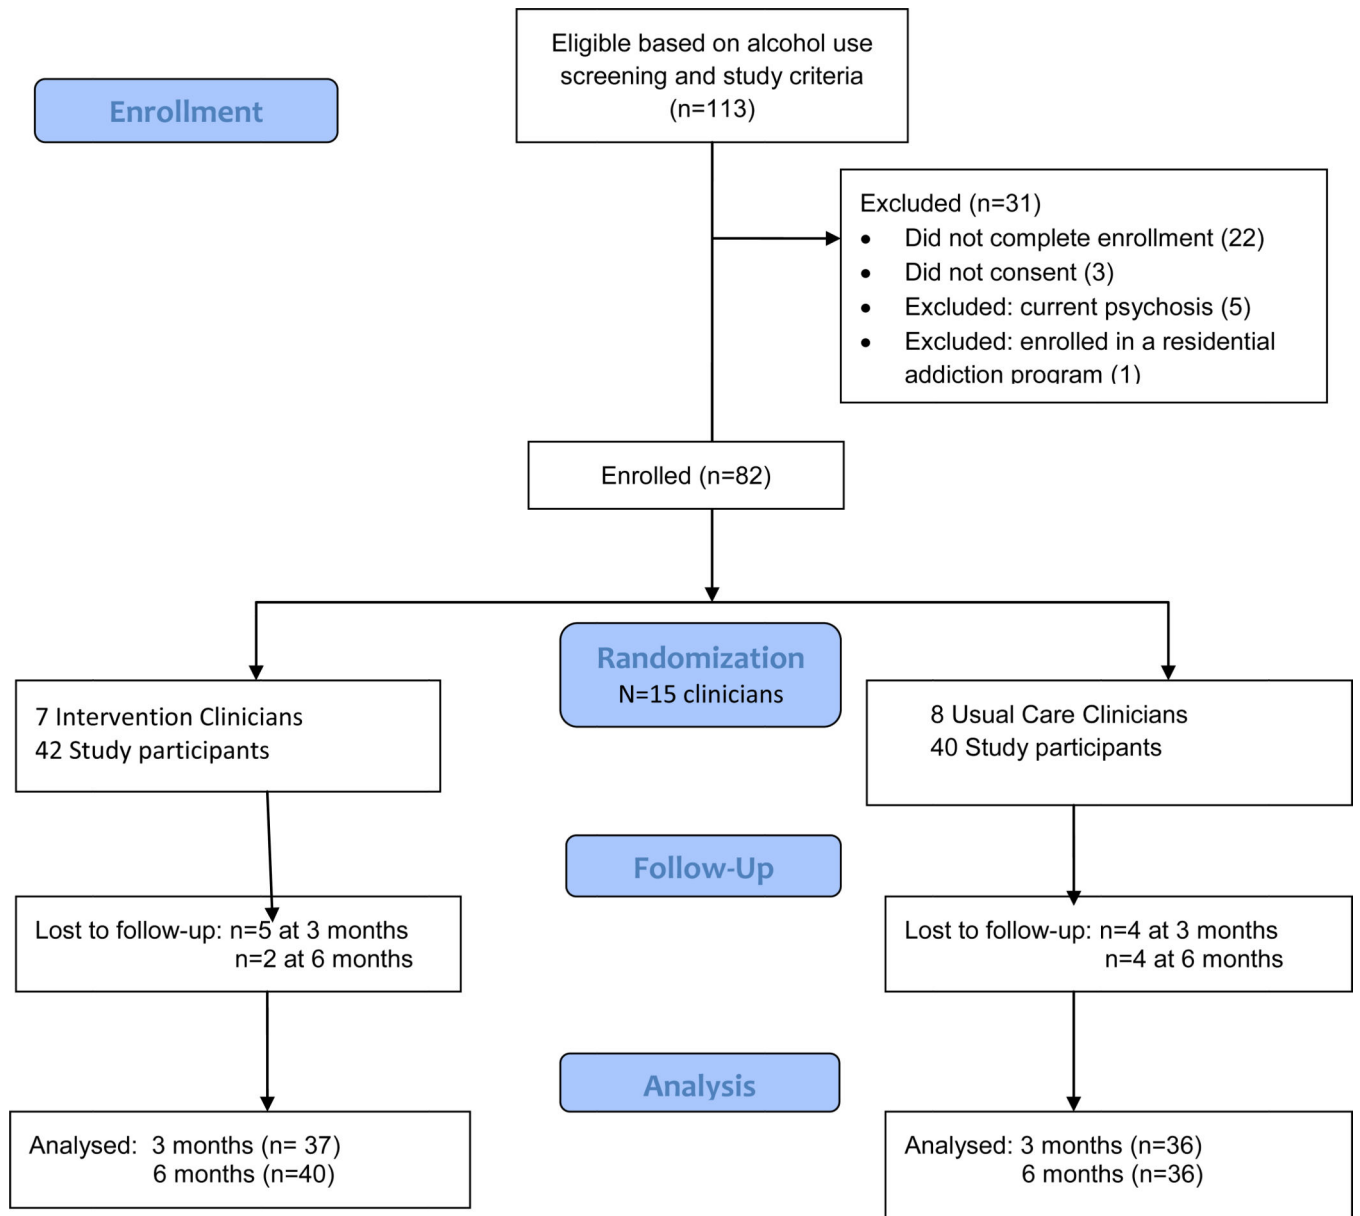 Eligible based on alcohol use
screening and study criteria
(n=113)
Enrollment
Excluded (n=31)
• Did not complete enrollment (22)
• Did not consent (3)
• Excluded: current psychosis (5)
• Excluded: enrolled in a residential
addiction program (1)
Enrolled (n=82)
Randomization
N=15 clinicians
7 Intervention Clinicians
42 Study participants
8 Usual Care Clinicians
40 Study participants
Follow-Up
Lost to follow-up: n=5 at 3 months
n=2 at 6 months
Lost to follow-up: n=4 at 3 months
n=4 at 6 months
Analysis
Analysed: 3 months (n= 37)
6 months (n=40)
Analysed: 3 months (n=36)
6 months (n=36)